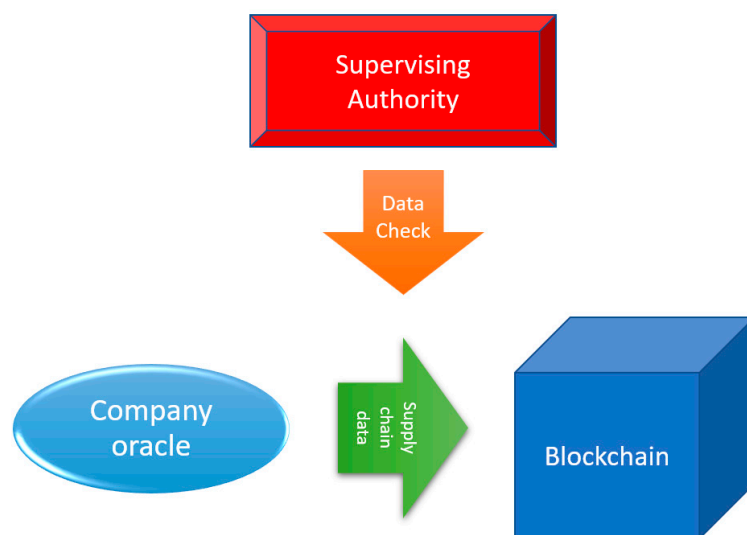 Supervising
Authority
Data
Check
Company
oracle
Supply
chain
data
Blockchain